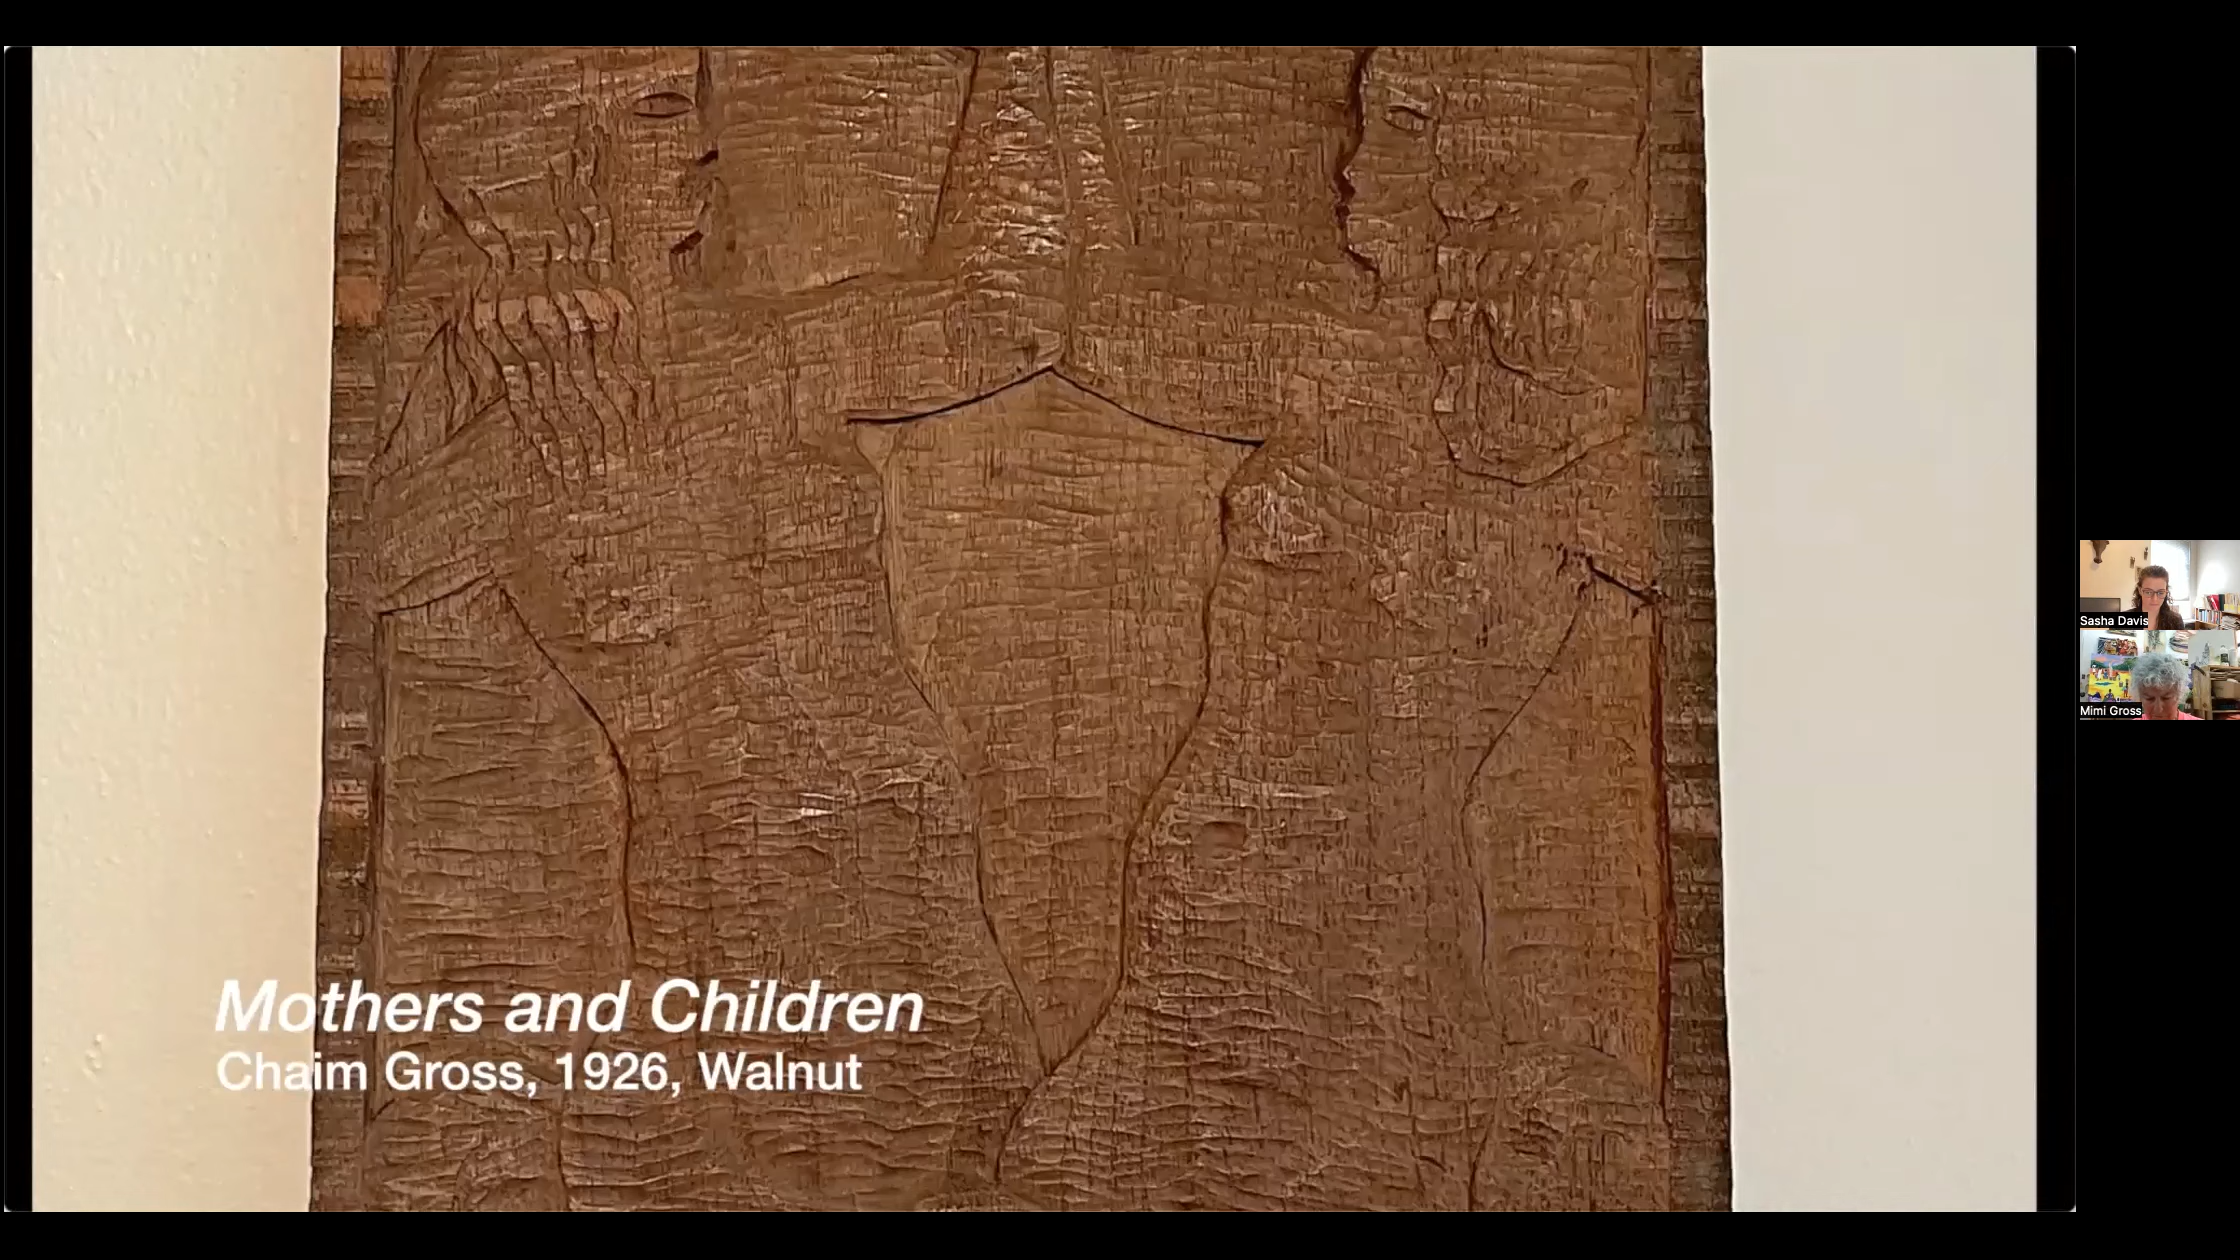 Mothers and Children
Chaim Gross, 1926, Walnut
Sasha Davis
Mimi Gross